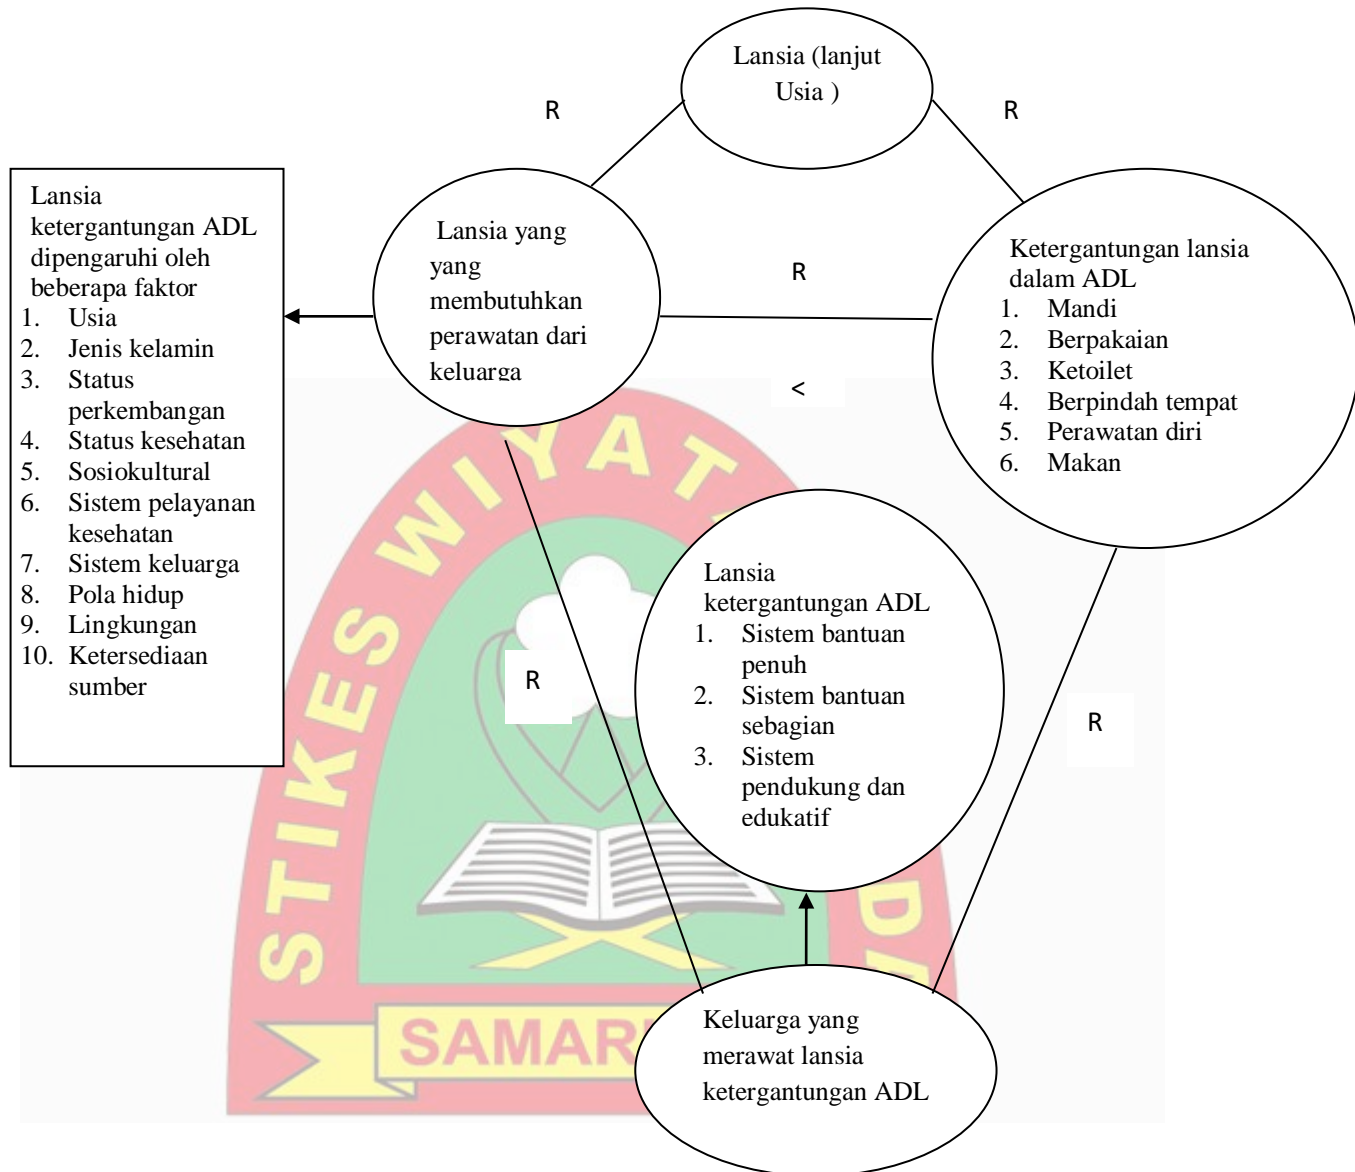 Lansia (lanjut
Usia )
R
R
Lansia
ketergantungan ADL
dipengaruhi oleh
beberapa faktor
1. Usia
2. Jenis kelamin
3. Status
perkembangan
4. Status kesehatan
5. Sosiokultural
6. Sistem pelayanan
kesehatan
7. Sistem keluarga
8. Pola hidup
9. Lingkungan
10. Ketersediaan
sumber
Lansia yang
yang
membutuhkan
perawatan dari
keluarga
R
<
Ketergantungan lansia
dalam ADL
1. Mandi
2. Berpakaian
3. Ketoilet
4. Berpindah tempat
5. Perawatan diri
6. Makan
Lansia
ketergantungan ADL
1. Sistem bantuan
penuh
2. Sistem bantuan
sebagian
3. Sistem
pendukung dan
edukatif
R
R
Keluarga yang
merawat lansia
ketergantungan ADL
STIKES WIYAT
DA
SAMAR